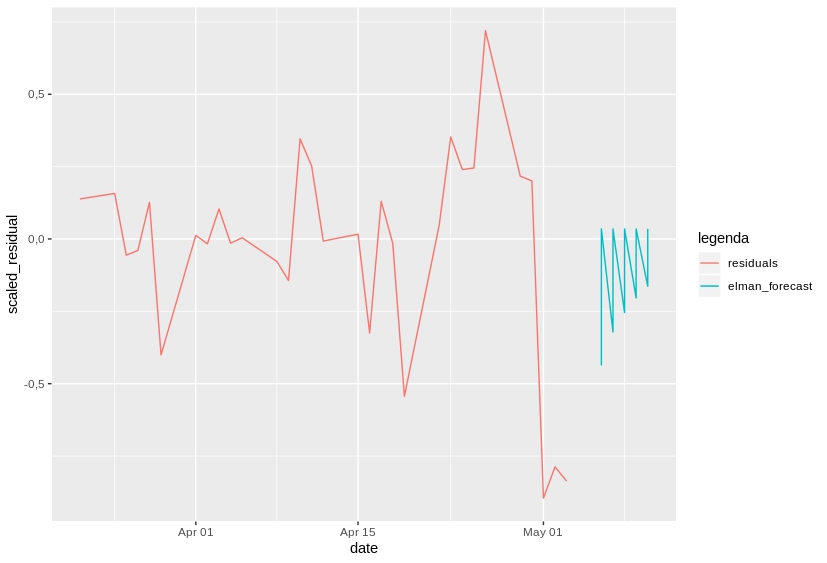 scaled_residual
0,5
0,0
-0,5
Apr 01
Apr 15
May 01
date
legenda
residuals
elman_forecast